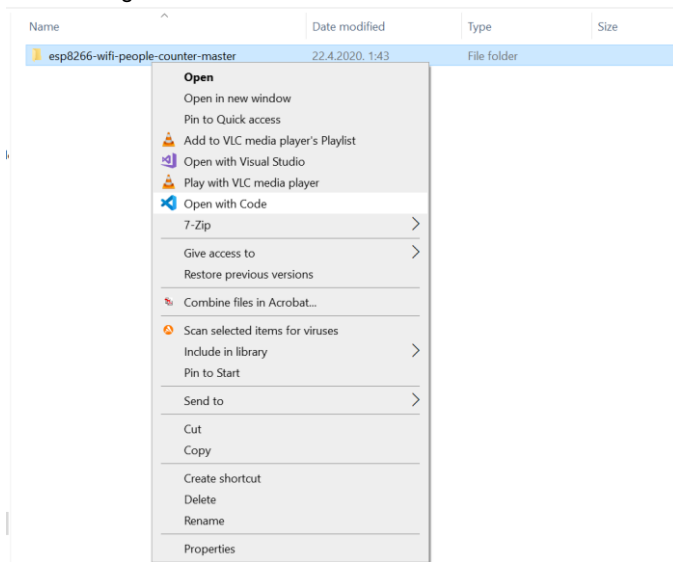 Name Date modified Type Size
esp8266-wifi-people-counter-master 22.4.2020. 1:43 File folder
Open
Open in new window
Pin to Quick access
Add to VLC media player's Playlist
Open with Visual Studio
Play with VLC media player
Open with Code
7-Zip
Give access to
Restore previous versions
Combine files in Acrobat...
Scan selected items for viruses
Include in library
Pin to Start
Send to
Cut
Copy
Create shortcut
Delete
Rename
Properties